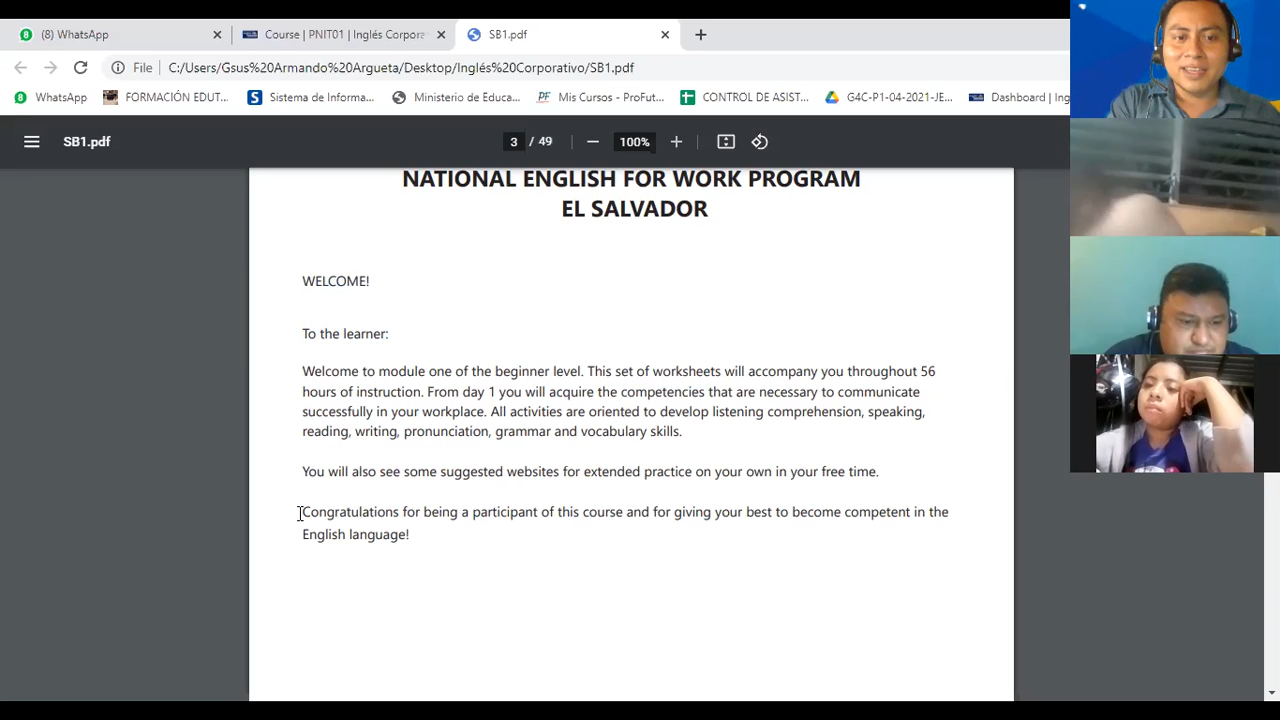 8 (8) WhatsApp
Course | PNIT01 | Inglés Corpora
SB1.pdf
File C:/Users/Gsus%20Armando%20Argueta/Desktop/Inglés%20Corporativo/SB1.pdf
8 WhatsApp FORMACIÓN EDUT... S Sistema de Informa... Ministerio de Educa... PF Mis Cursos - ProFut... CONTROL DE ASIST... G4C-P1-04-2021-JE... Dashboard | Ing
SB1.pdf 3 / 49 100%
NATIONAL ENGLISH FOR WORK PROGRAM
EL SALVADOR
WELCOME!
To the learner:
Welcome to module one of the beginner level. This set of worksheets will accompany you throughout 56
hours of instruction. From day 1 you will acquire the competencies that are necessary to communicate
successfully in your workplace. All activities are oriented to develop listening comprehension, speaking,
reading, writing, pronunciation, grammar and vocabulary skills.
You will also see some suggested websites for extended practice on your own in your free time.
Congratulations for being a participant of this course and for giving your best to become competent in the
English language!